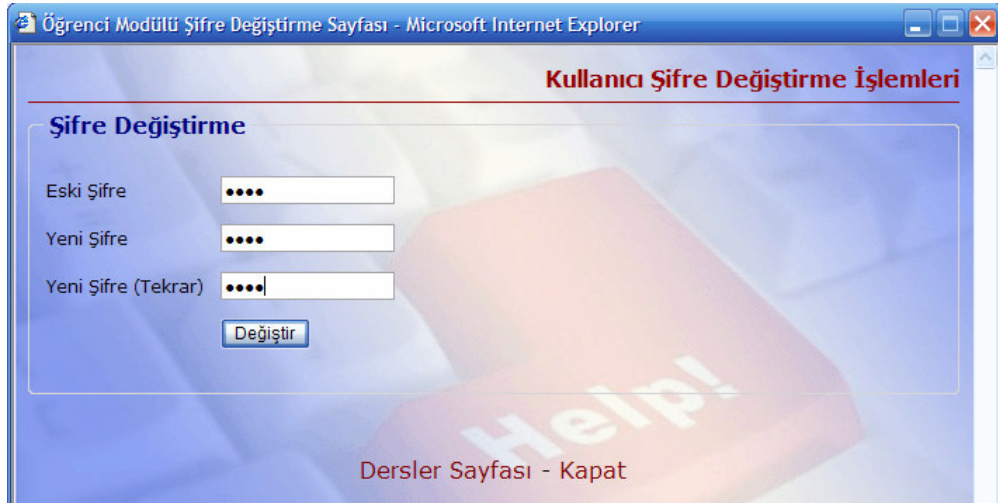 Öğrenci Modülü Şifre Değiştirme Sayfası - Microsoft Internet Explorer
Kullanıcı Şifre Değiştirme İşlemleri
Şifre Değiştirme
Eski Şifre ••••
Yeni Şifre ••••
Yeni Şifre (Tekrar) ••••
Değiştir
Help!
Dersler Sayfası - Kapat